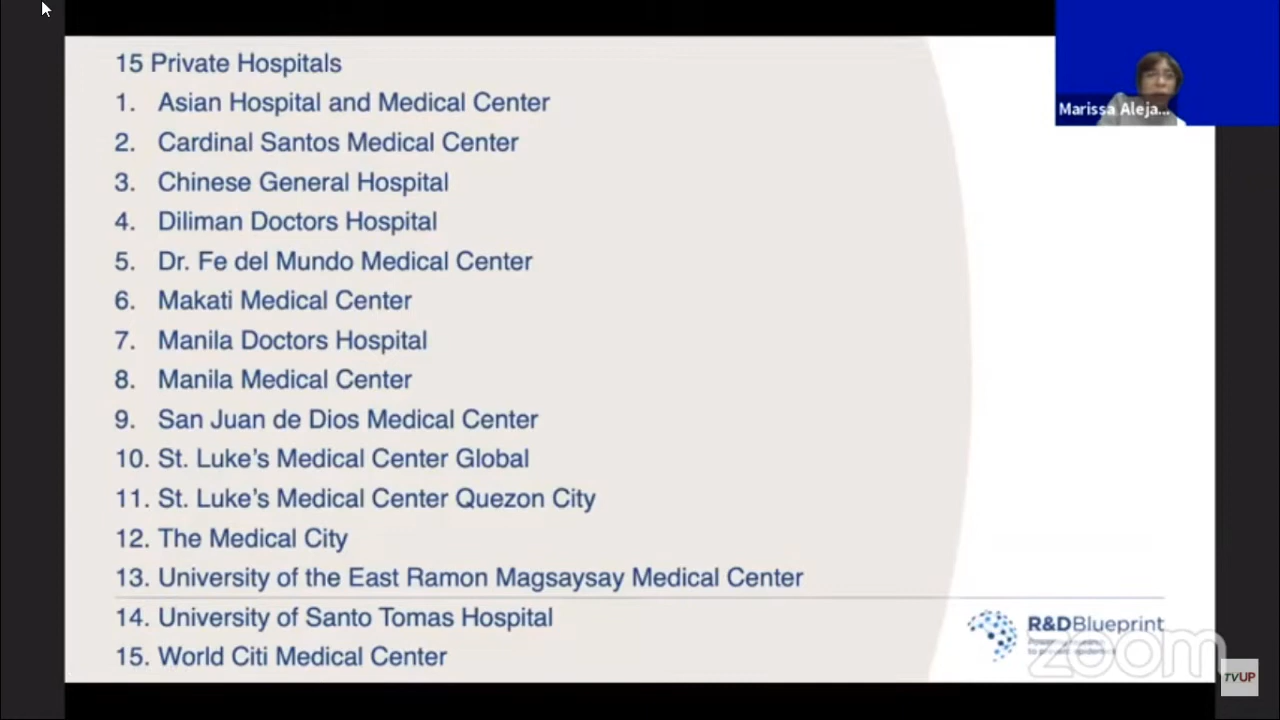 15 Private Hospitals
1. Asian Hospital and Medical Center
2. Cardinal Santos Medical Center
3. Chinese General Hospital
4. Diliman Doctors Hospital
5. Dr. Fe del Mundo Medical Center
6. Makati Medical Center
7. Manila Doctors Hospital
8. Manila Medical Center
9. San Juan de Dios Medical Center
10. St. Luke's Medical Center Global
11. St. Luke's Medical Center Quezon City
12. The Medical City
13. University of the East Ramon Magsaysay Medical Center
14. University of Santo Tomas Hospital
15. World Citi Medical Center
Marissa Aleja...
R&DBlueprint
to prevent epidemics
zoom
TVUP